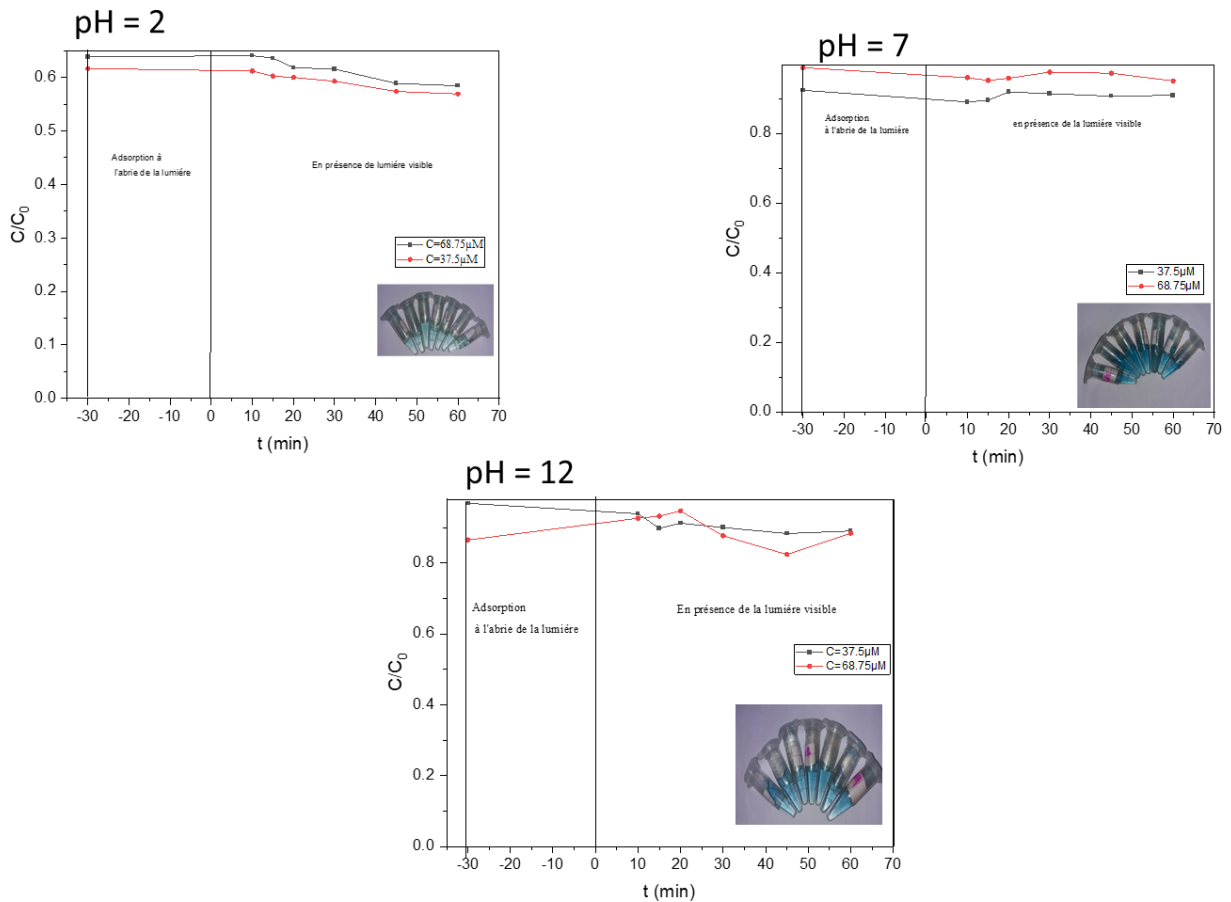 pH = 2
0.6
0.5
0.4
0.3
0.2
0.1
0.0
C/C0
-30 -20 -10 0 10 20 30 40 50 60 70
t (min)
Adsorption à
l'abrie de la lumière
En présence de lumiére visible
C=68.75µM
C=37.5µM
pH = 7
0.8
0.6
0.4
0.2
0.0
C/C0
-30 -20 -10 0 10 20 30 40 50 60 70
t (min)
Adsorption
à l'abrie de la lumière
en présence de la lumière visible
37.5µM
68.75µM
pH = 12
0.8
0.6
0.4
0.2
0.0
C/C0
-30 -20 -10 0 10 20 30 40 50 60 70
t (min)
Adsorption
à l'abrie de la lumière
En présence de la lumiére visible
C=37.5µM
C=68.75µM